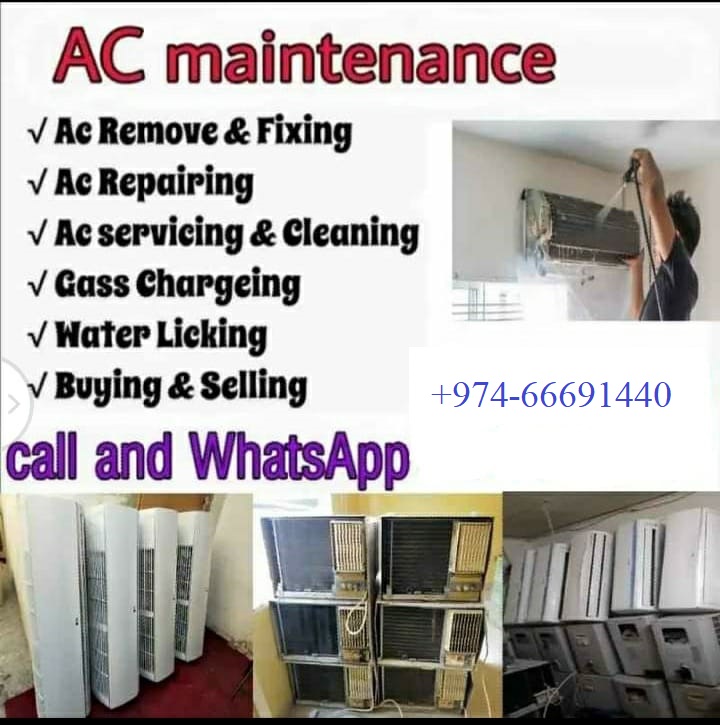 AC maintenance
√ Ac Remove & Fixing
√ Ac Repairing
√ Ac servicing & Cleaning
√ Gass Chargeing
√ Water Licking
√ Buying & Selling
+974-66691440
call and WhatsApp